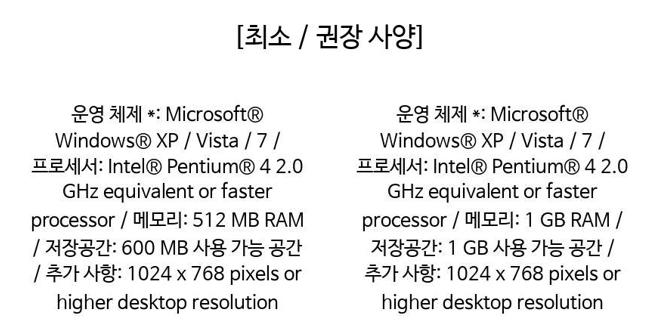 [최소 / 권장 사양]
운영 체제 *: Microsoft®
Windows® XP / Vista / 7 /
프로세서: Intel® Pentium® 4 2.0
GHz equivalent or faster
processor / 메모리: 512 MB RAM
/ 저장공간: 600 MB 사용 가능 공간
/ 추가 사항: 1024 x 768 pixels or
higher desktop resolution
운영 체제 *: Microsoft®
Windows® XP / Vista / 7 /
프로세서: Intel® Pentium® 4 2.0
GHz equivalent or faster
processor / 메모리: 1 GB RAM /
저장공간: 1 GB 사용 가능 공간 /
추가 사항: 1024 x 768 pixels or
higher desktop resolution